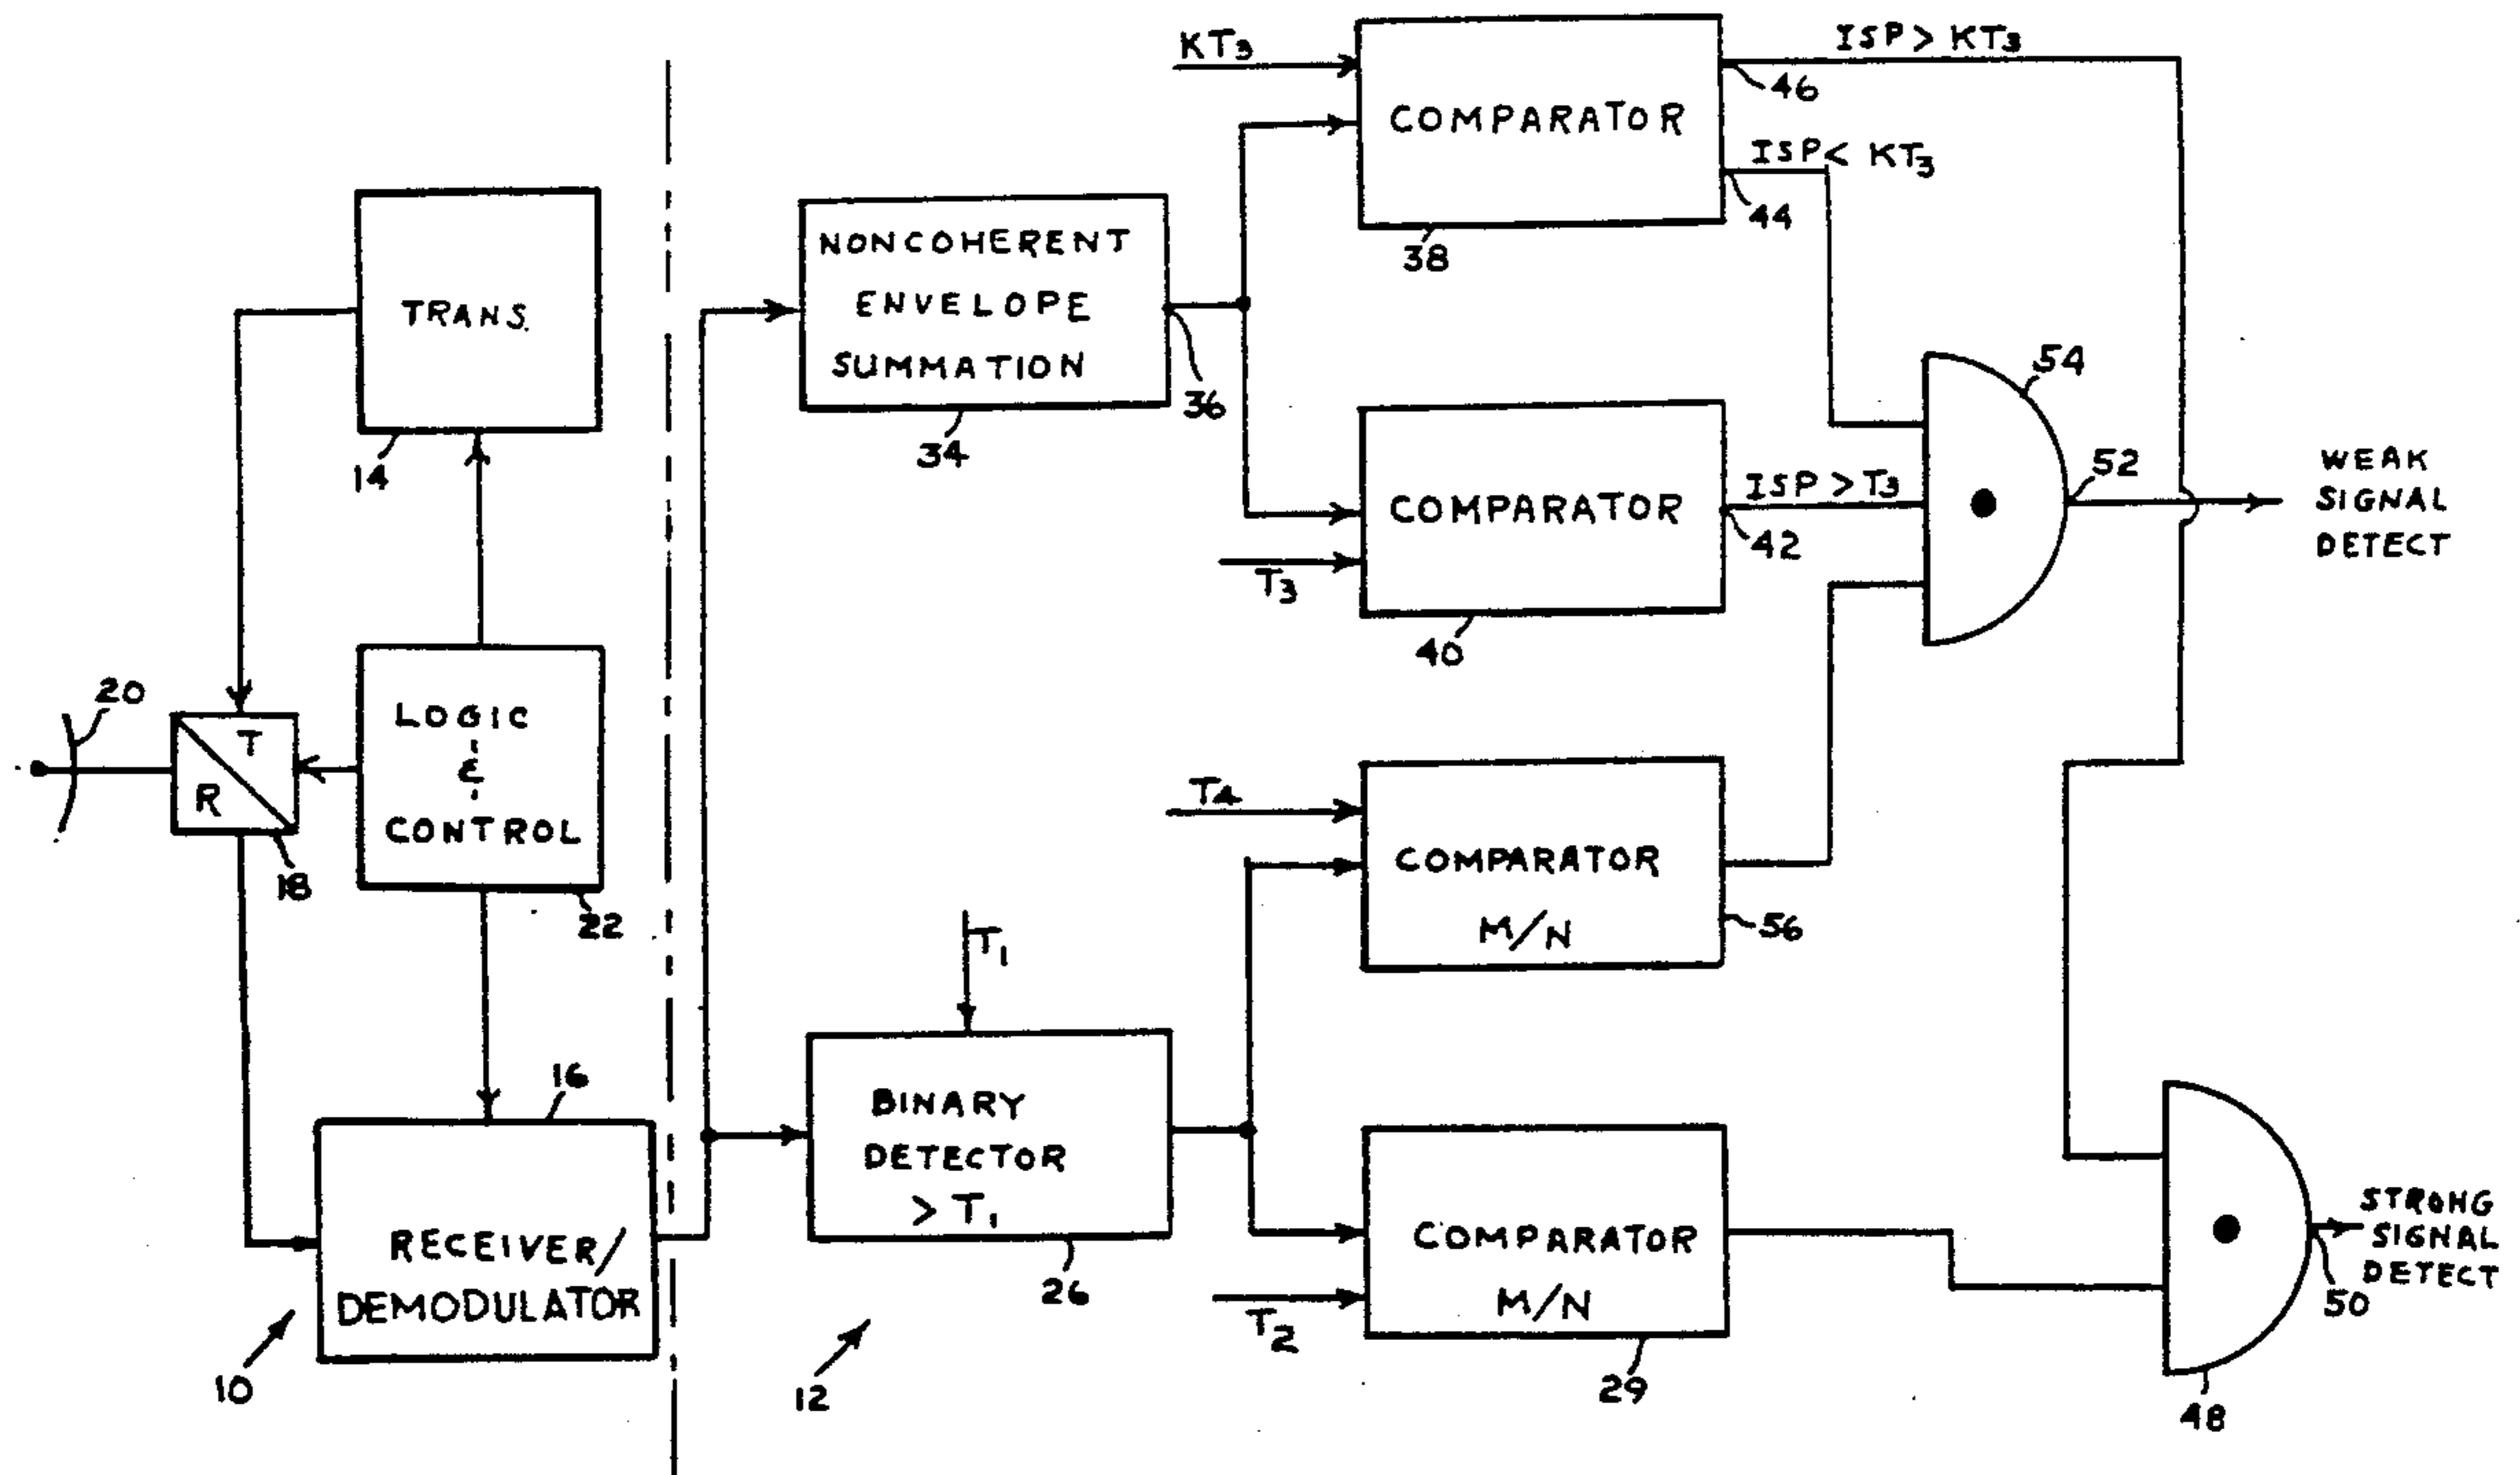 TRANS.
14
20
T
R
18
LOGIC
&
CONTROL
22
16
RECEIVER/
DEMODULATOR
10
NONCOHERENT
ENVELOPE
SUMMATION
34
36
T1
BINARY
DETECTOR
> T1
26
12
KT3
COMPARATOR
38
ISP > KT3
46
ISP < KT3
44
COMPARATOR
T3
40
ISP > T3
42
T4
COMPARATOR
M/N
56
COMPARATOR
M/N
T2
29
54
52
WEAK
SIGNAL
DETECT
STRONG
SIGNAL
DETECT
50
48